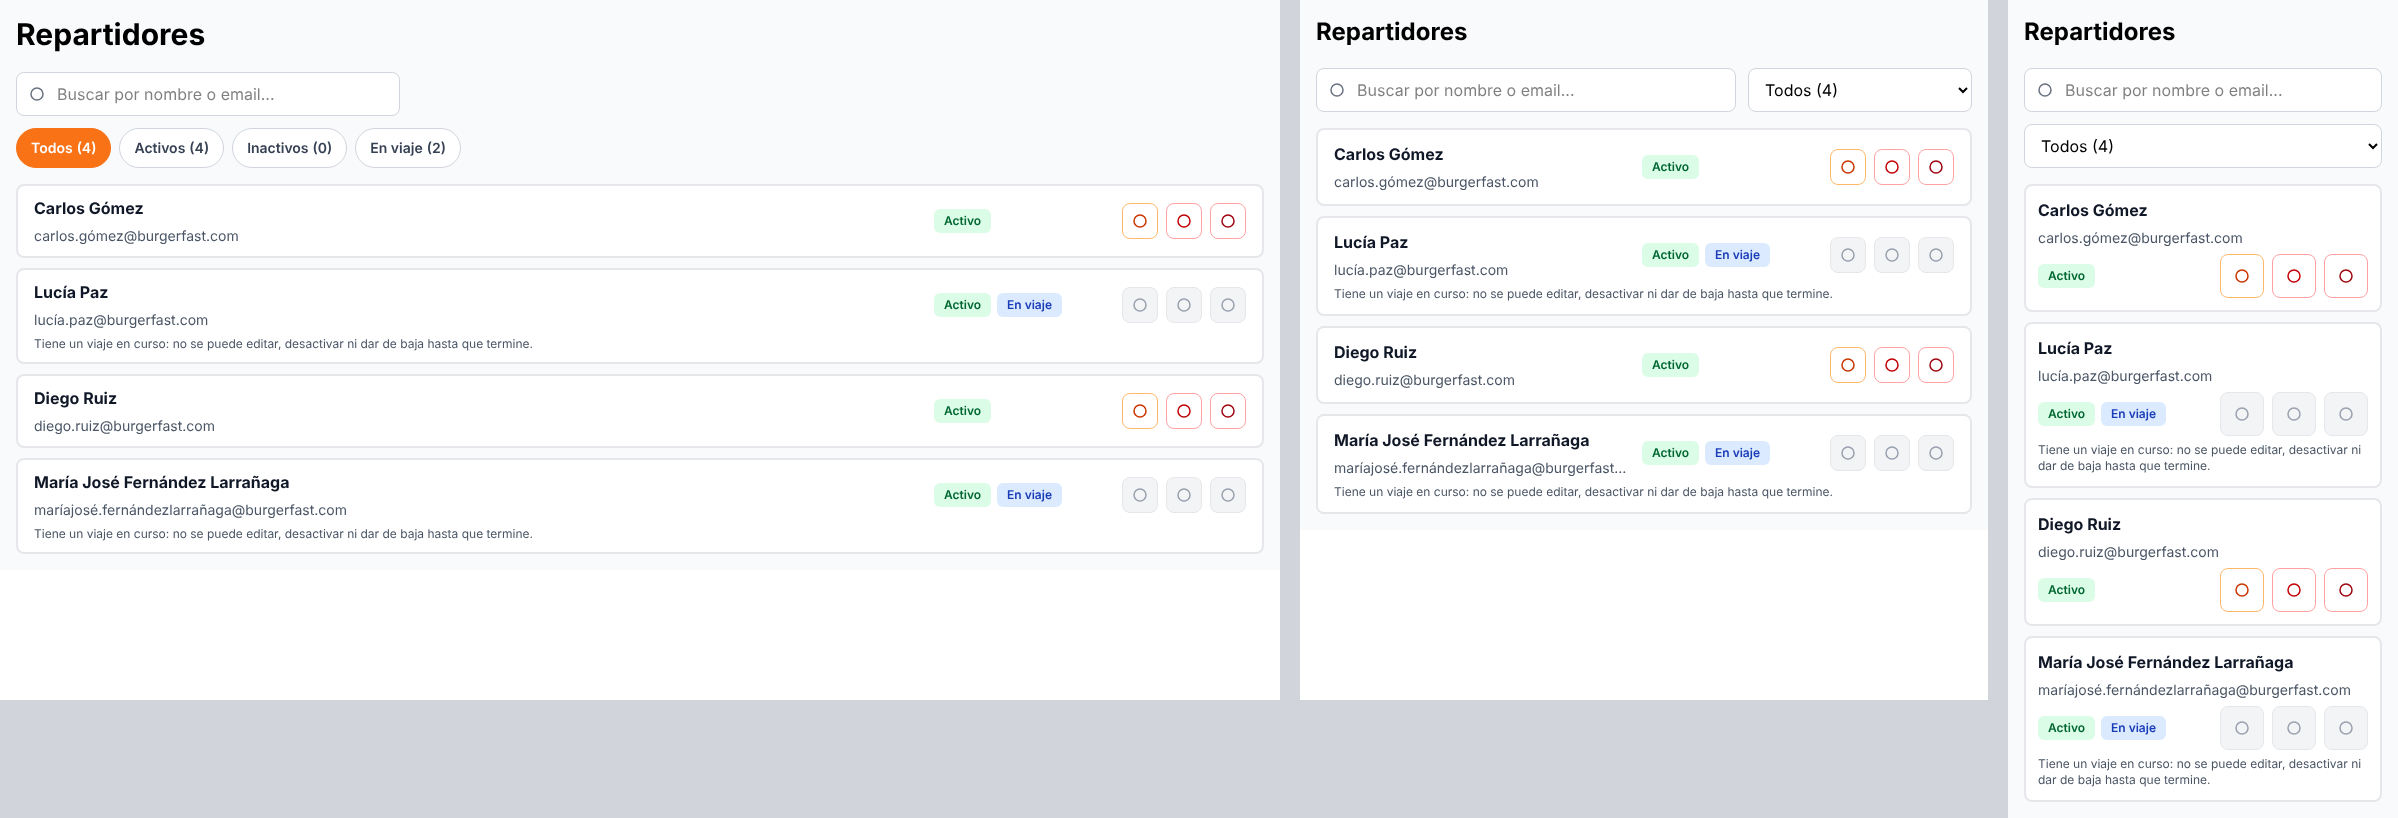 Repartidores
Buscar por nombre o email...
Todos (4) Activos (4) Inactivos (0) En viaje (2)
Carlos Gómez
carlos.gómez@burgerfast.com
Activo
Lucía Paz
lucía.paz@burgerfast.com
Activo En viaje
Tiene un viaje en curso: no se puede editar, desactivar ni dar de baja hasta que termine.
Diego Ruiz
diego.ruiz@burgerfast.com
Activo
María José Fernández Larrañaga
maríajosé.fernándezlarrañaga@burgerfast.com
Activo En viaje
Tiene un viaje en curso: no se puede editar, desactivar ni dar de baja hasta que termine.
Repartidores
Buscar por nombre o email...
Todos (4)
Carlos Gómez
carlos.gómez@burgerfast.com
Activo
Lucía Paz
lucía.paz@burgerfast.com
Activo En viaje
Tiene un viaje en curso: no se puede editar, desactivar ni dar de baja hasta que termine.
Diego Ruiz
diego.ruiz@burgerfast.com
Activo
María José Fernández Larrañaga
maríajosé.fernándezlarrañaga@burgerfast...
Activo En viaje
Tiene un viaje en curso: no se puede editar, desactivar ni dar de baja hasta que termine.
Repartidores
Buscar por nombre o email...
Todos (4)
Carlos Gómez
carlos.gómez@burgerfast.com
Activo
Lucía Paz
lucía.paz@burgerfast.com
Activo En viaje
Tiene un viaje en curso: no se puede editar, desactivar ni
dar de baja hasta que termine.
Diego Ruiz
diego.ruiz@burgerfast.com
Activo
María José Fernández Larrañaga
maríajosé.fernándezlarrañaga@burgerfast.com
Activo En viaje
Tiene un viaje en curso: no se puede editar, desactivar ni
dar de baja hasta que termine.